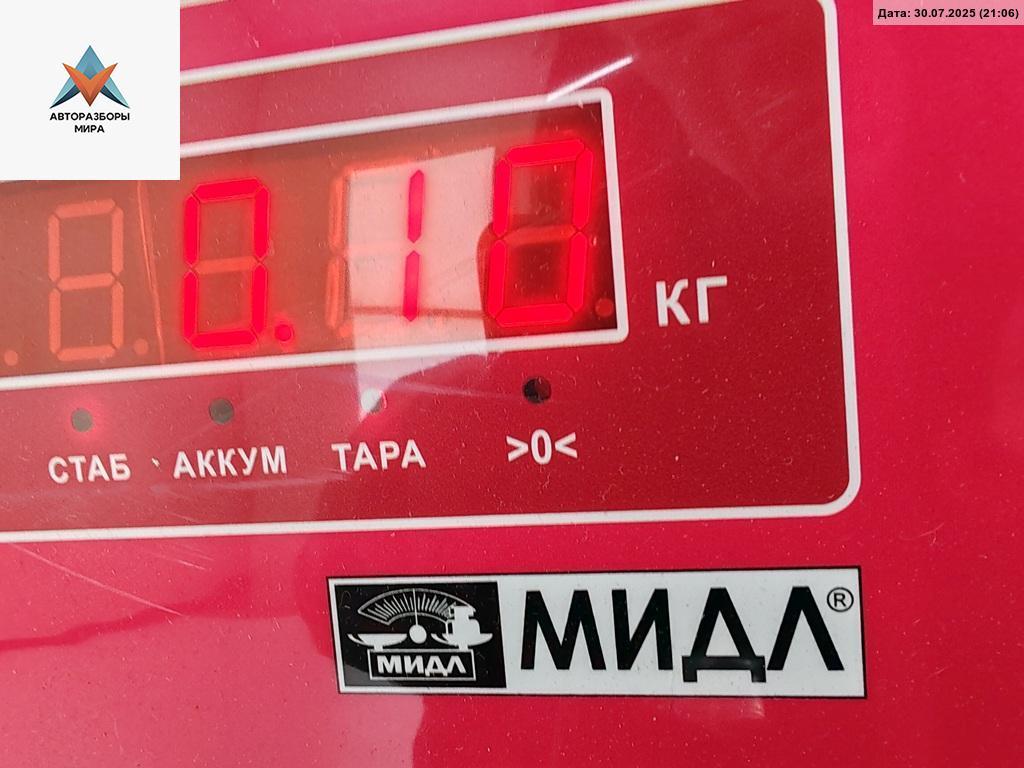 Дата: 30.07.2025 (21:06)
АВТОРАЗБОРЫ
МИРА
0.10
КГ
СТАБ АККУМ ТАРА >0<
МИДЛ
МИДЛ®